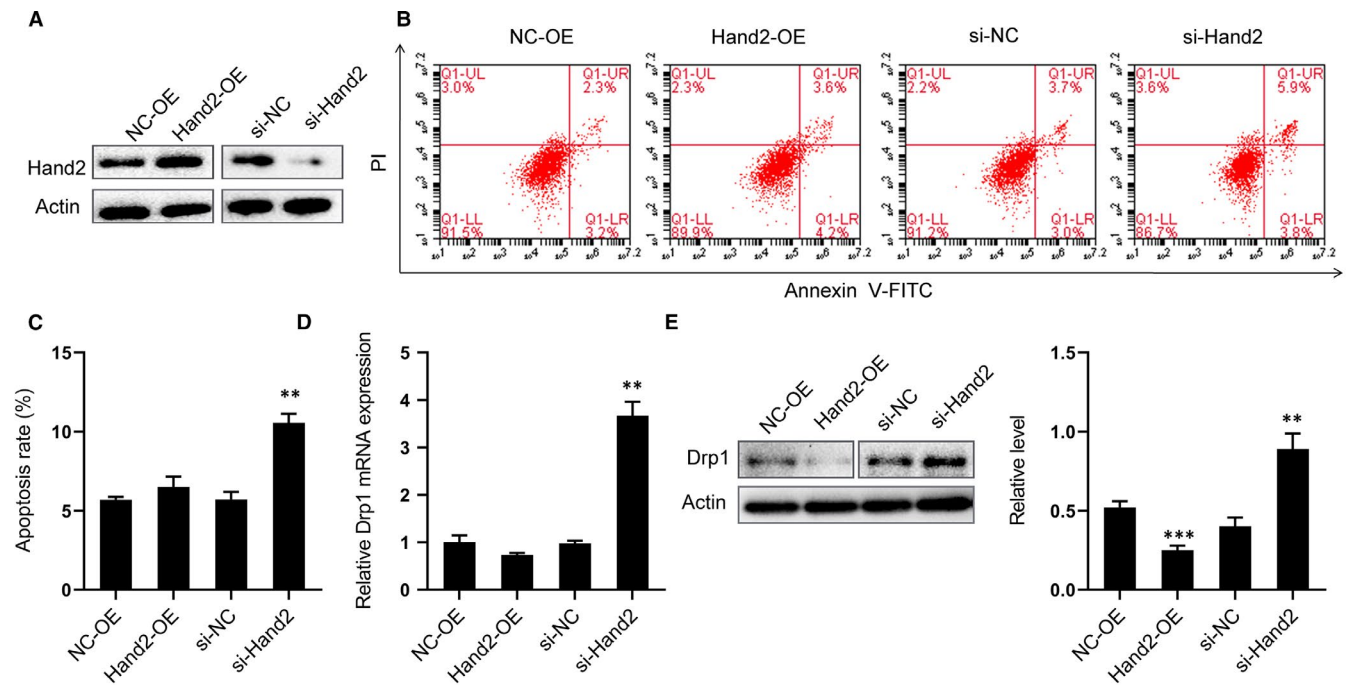 A
NC-OE
Hand2-OE
si-NC
si-Hand2
Hand2
Actin
B
NC-OE
Hand2-OE
si-NC
si-Hand2
PI
Q1-UL
3.0%
Q1-UR
2.3%
Q1-LL
91.5%
Q1-LR
3.2%
Q1-UL
2.3%
Q1-UR
3.6%
Q1-LL
89.9%
Q1-LR
4.2%
Q1-UL
2.2%
Q1-UR
3.7%
Q1-LL
91.2%
Q1-LR
3.0%
Q1-UL
3.6%
Q1-UR
5.9%
Q1-LL
86.7%
Q1-LR
3.8%
Annexin V-FITC
C
Apoptosis rate (%)
15
10
5
0
**
NC-OE
Hand2-OE
si-NC
si-Hand2
D
Relative Drp1 mRNA expression
5
4
3
2
1
0
**
NC-OE
Hand2-OE
si-NC
si-Hand2
E
NC-OE
Hand2-OE
si-NC
si-Hand2
Drp1
Actin
Relative level
1.5
1.0
0.5
0.0
***
**
NC-OE
Hand2-OE
si-NC
si-Hand2